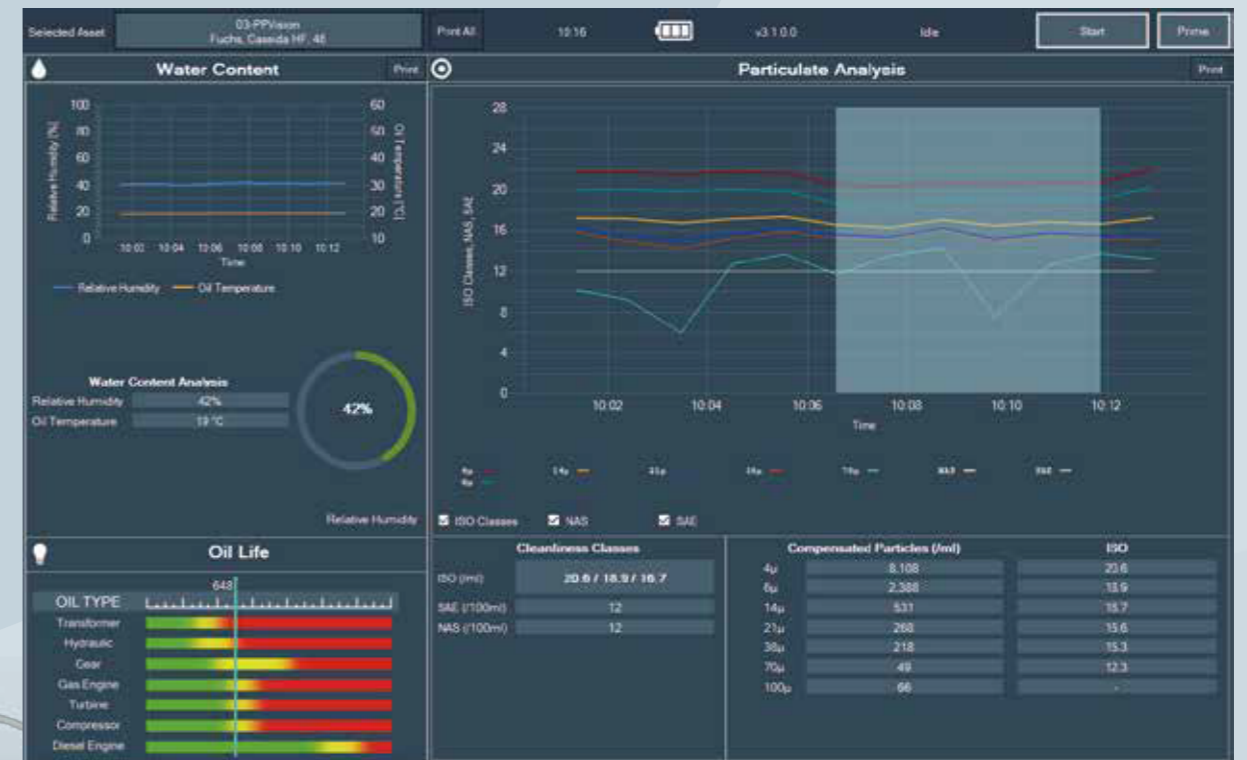 Selected Asset
03-PPVision
Fuchs, Cassida HF, 46
Print All
10:16
v3.1.0.0
Idle
Start
Prime
Water Content
Print
Particulate Analysis
Print
100
80
60
40
20
0
Relative Humidity [%]
60
50
40
30
20
10
Oil Temperature [°C]
10:02 10:04 10:06 10:08 10:10 10:12
Time
Relative Humidity
Oil Temperature
Water Content Analysis
Relative Humidity 42%
Oil Temperature 19 °C
42%
Relative Humidity
28
24
20
16
12
8
4
0
ISO Classes, NAS, SAE
10:02 10:04 10:06 10:08 10:10 10:12
Time
4µ
14µ
21µ
70µ
NAS
SAE
6µ
ISO Classes
NAS
SAE
Oil Life
648
OIL TYPE
Transformer
Hydraulic
Gear
Gas Engine
Turbine
Compressor
Diesel Engine
Cleanliness Classes
ISO (/ml) 20.6 / 18.9 / 16.7
SAE (/100ml) 12
NAS (/100ml) 12
Compensated Particles (/ml) ISO
4µ 8,108 20.6
6µ 2,388 18.9
14µ 531
21µ 268 15.6
38µ 218 15.3
70µ 49 12.3
100µ 66 -